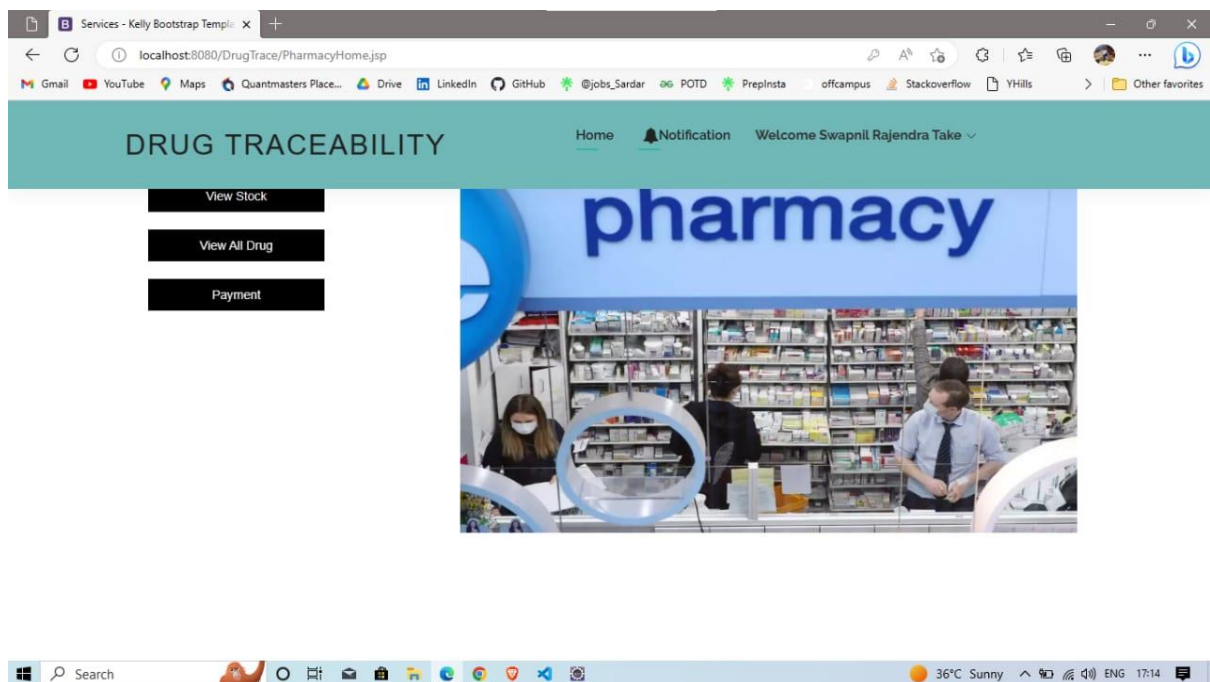 Services - Kelly Bootstrap Templa
localhost:8080/DrugTrace/PharmacyHome.jsp
Gmail YouTube Maps Quantmasters Place... Drive LinkedIn GitHub @jobs_Sardar POTD PrepInsta offcampus Stackoverflow YHills Other favorites
DRUG TRACEABILITY Home Notification Welcome Swapnil Rajendra Take
View Stock
View All Drug
Payment
pharmacy
Search 36°C Sunny ENG 17:14